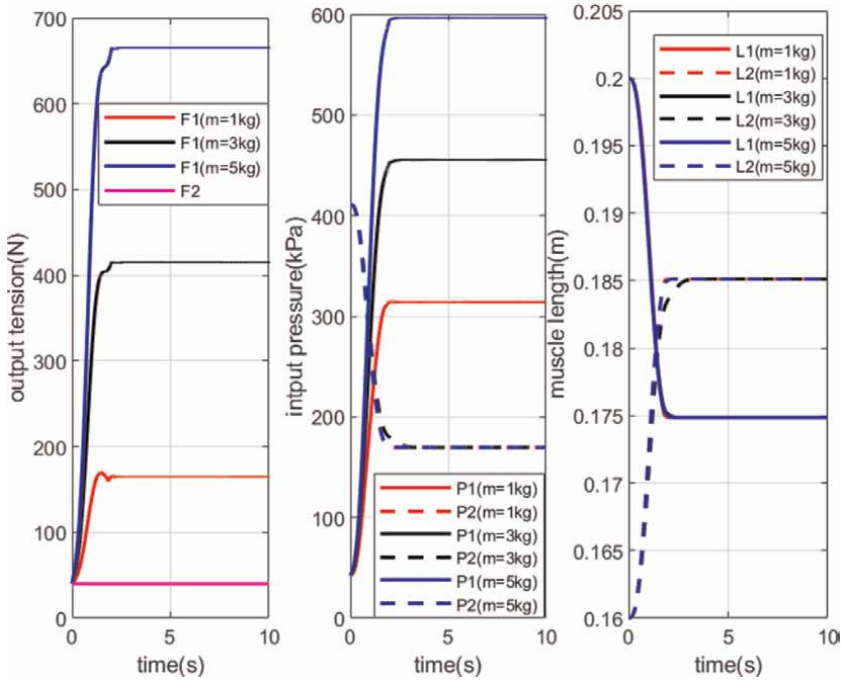 700
600
500
400
300
200
100
0
output tension(N)
F1(m=1kg)
F1(m=3kg)
F1(m=5kg)
F2
0
5
10
time(s)
600
500
400
300
200
100
0
intput pressure(kPa)
P1(m=1kg)
P2(m=1kg)
P1(m=3kg)
P2(m=3kg)
P1(m=5kg)
P2(m=5kg)
0
5
10
time(s)
0.205
0.2
0.195
0.19
0.185
0.18
0.175
0.17
0.165
0.16
muscle length(m)
L1(m=1kg)
L2(m=1kg)
L1(m=3kg)
L2(m=3kg)
L1(m=5kg)
L2(m=5kg)
0
5
10
time(s)